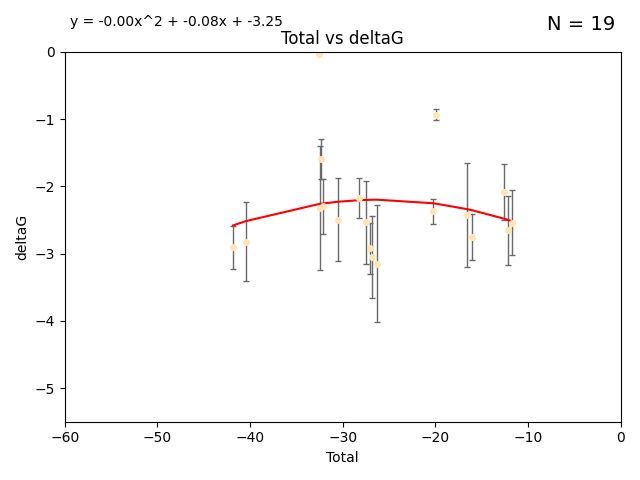 y = -0.00x^2 + -0.08x + -3.25
N = 19
Total vs deltaG
0
−1
−2
−3
−4
−5
deltaG
−60
−50
−40
−30
−20
−10
0
Total